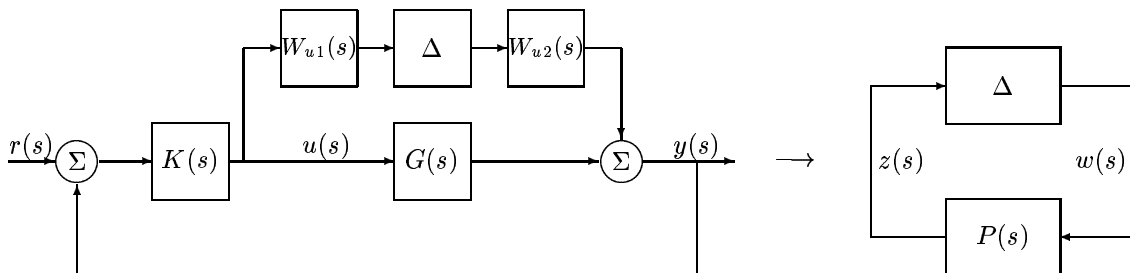 W_{u1}(s) Δ W_{u2}(s)
Δ
r(s) Σ K(s) u(s) G(s) Σ y(s) → z(s) w(s)
P(s)